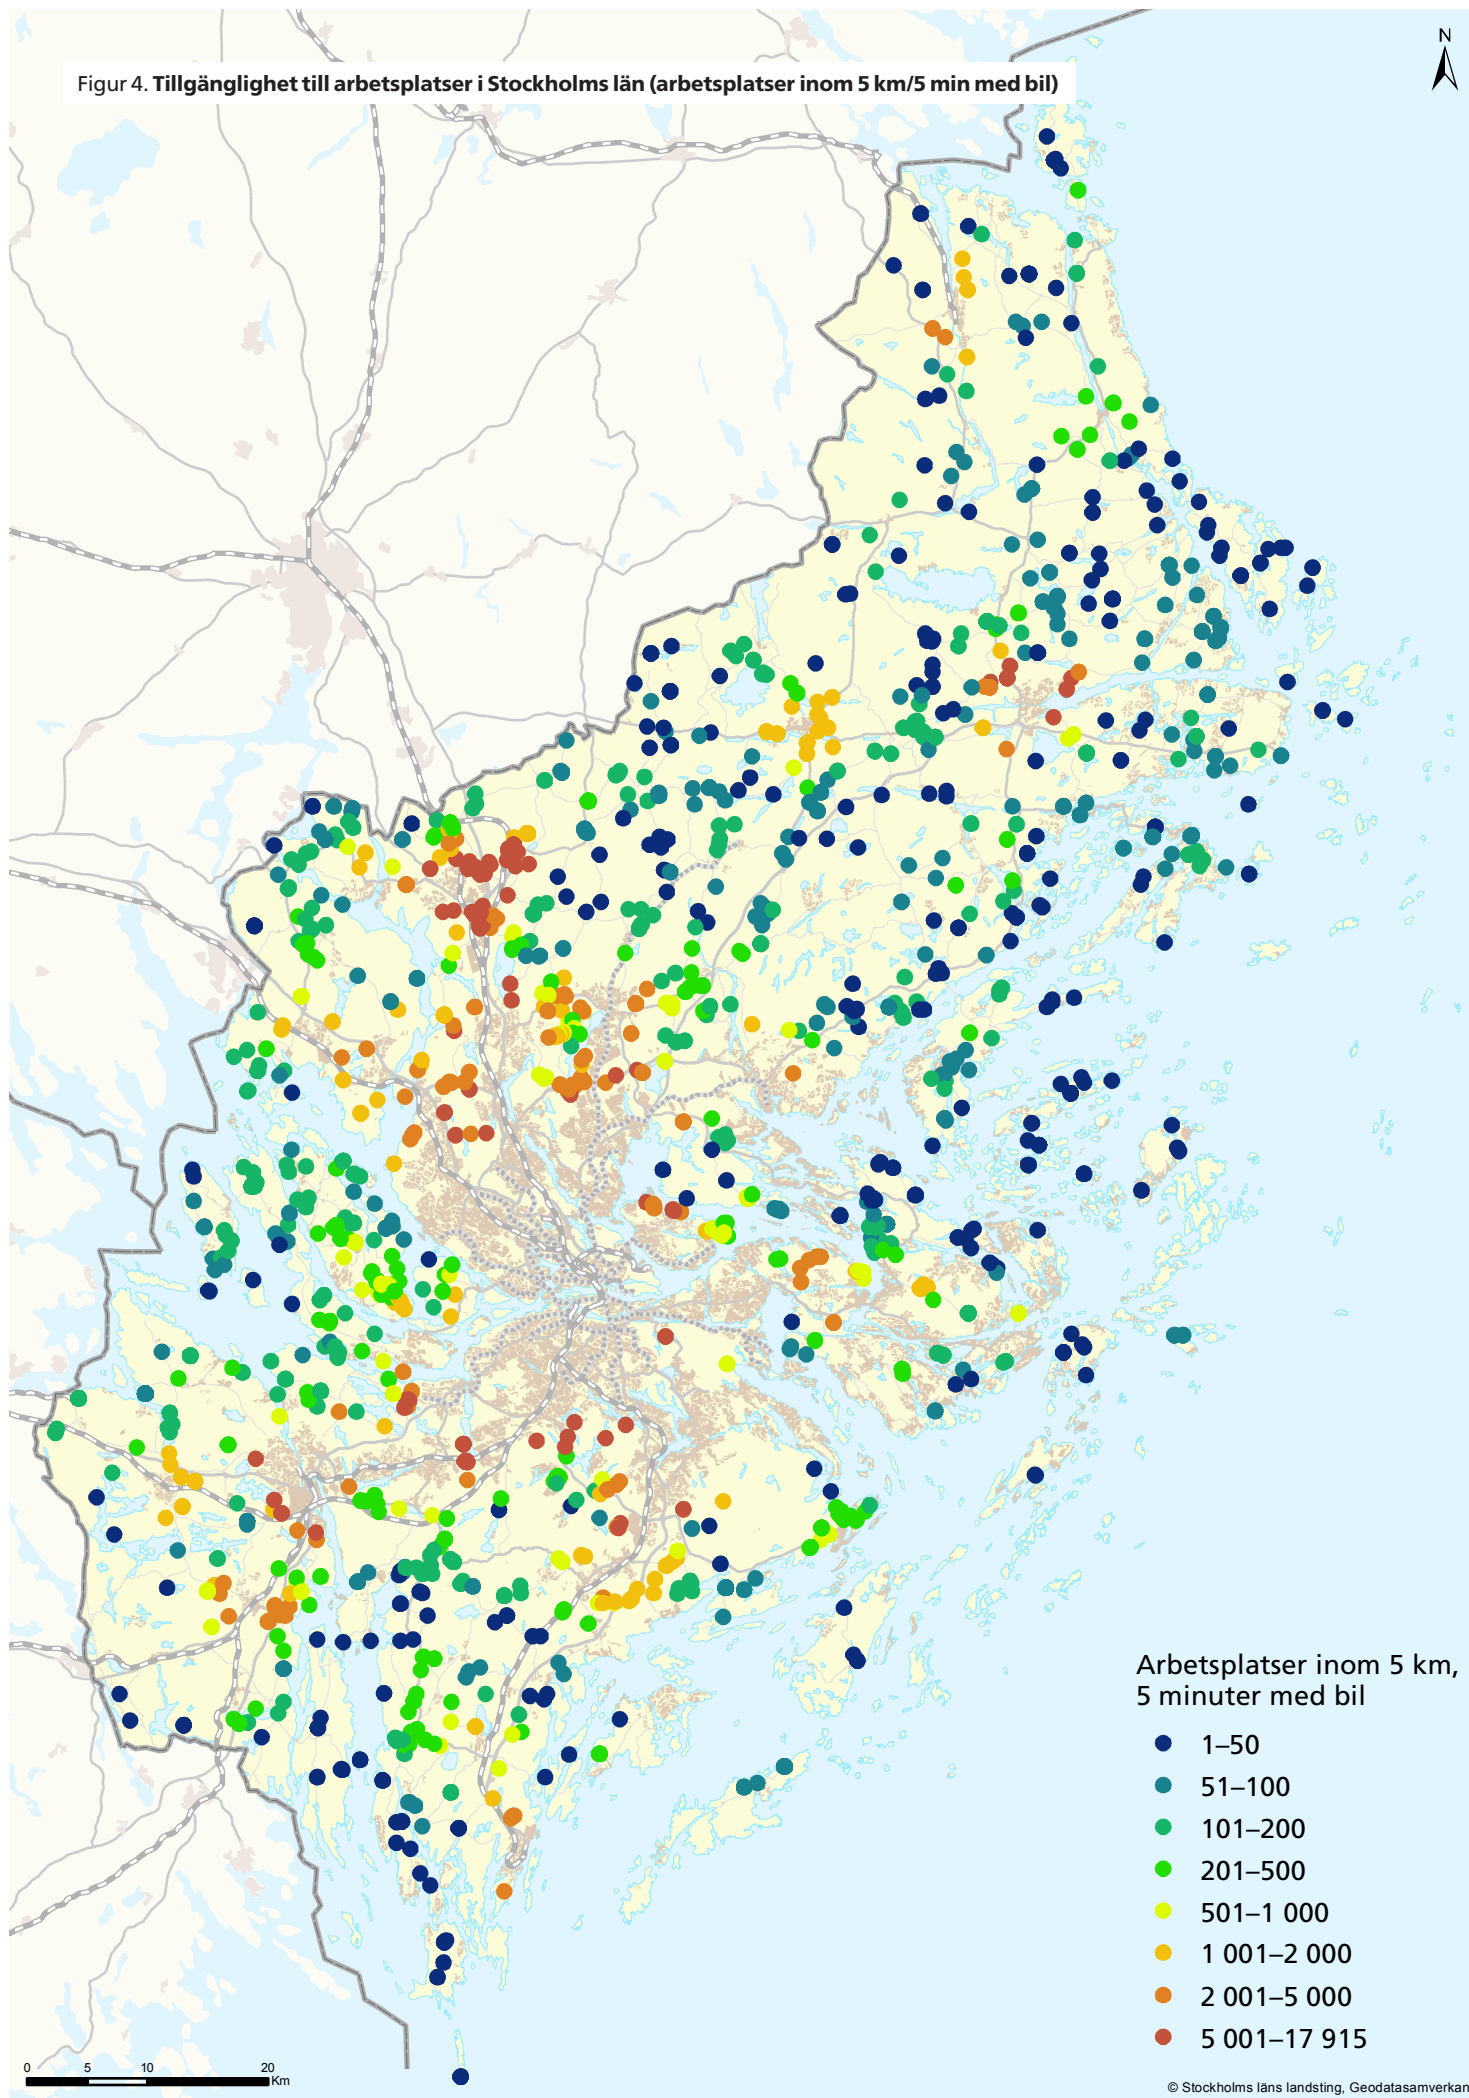 N
Figur 4. Tillgänglighet till arbetsplatser i Stockholms län (arbetsplatser inom 5 km/5 min med bil)
Arbetsplatser inom 5 km,
5 minuter med bil
1–50
51–100
101–200
201–500
501–1 000
1 001–2 000
2 001–5 000
5 001–17 915
0 5 10 20
Km
© Stockholms läns landsting, Geodatasamverkan